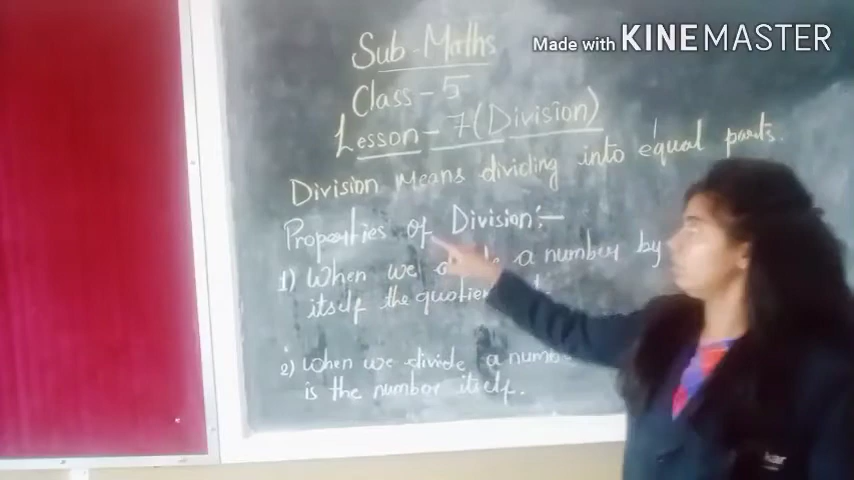 Made with KINEMASTER
Sub-Maths
Class - 5
Lesson - 7 (Division)
Division Means dividing into equal parts.
Properties of Division:-
1) When we a number by
itself the
2) When we divide a
is the number itself.